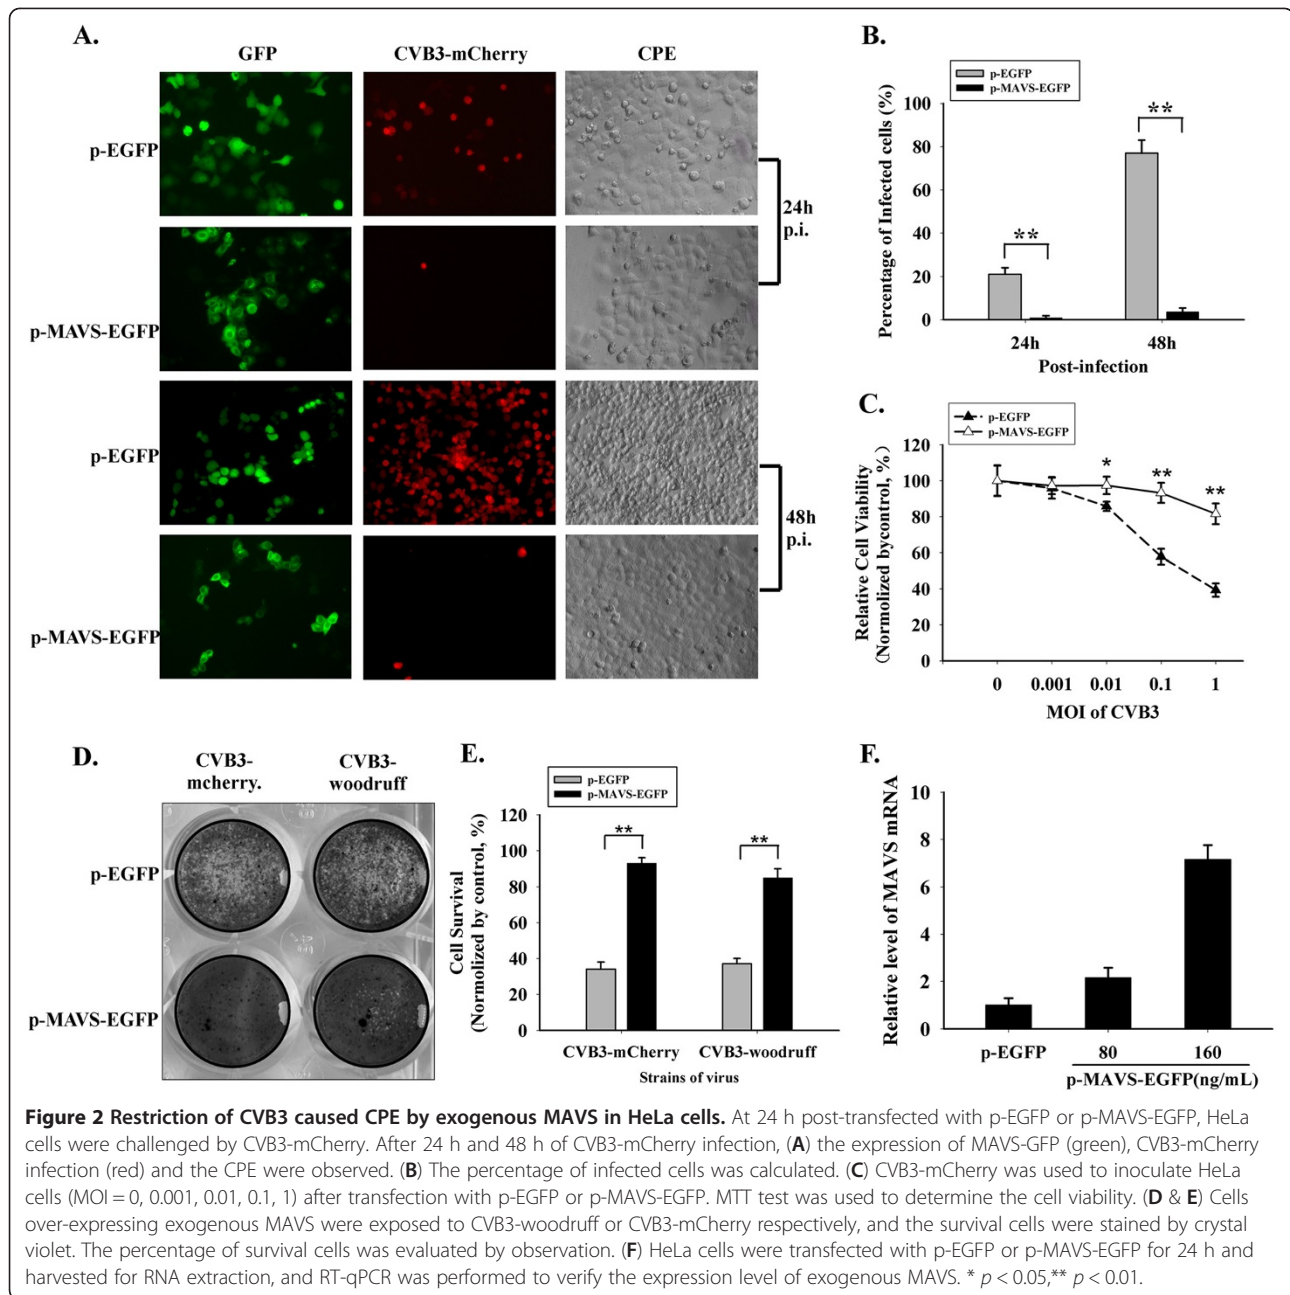 A.
GFP
CVB3-mCherry
CPE
p-EGFP
p-MAVS-EGFP
24h
p.i.
p-EGFP
p-MAVS-EGFP
48h
p.i.
B.
p-EGFP
p-MAVS-EGFP
Percentage of Infected cells (%)
100
80
60
40
20
0
**
**
24h
48h
Post-infection
C.
p-EGFP
p-MAVS-EGFP
Relative Cell Viability
(Normolized bycontrol, %)
120
100
80
60
40
20
0
*
**
**
0 0.001 0.01 0.1 1
MOI of CVB3
D.
CVB3-
mcherry.
CVB3-
woodruff
p-EGFP
p-MAVS-EGFP
E.
p-EGFP
p-MAVS-EGFP
Cell Survival
(Normolized by control, %)
120
100
80
60
40
20
0
**
**
CVB3-mCherry CVB3-woodruff
Strains of virus
F.
Relative level of MAVS mRNA
10
8
6
4
2
0
p-EGFP 80 160
p-MAVS-EGFP(ng/mL)
Figure 2 Restriction of CVB3 caused CPE by exogenous MAVS in HeLa cells. At 24 h post-transfected with p-EGFP or p-MAVS-EGFP, HeLa
cells were challenged by CVB3-mCherry. After 24 h and 48 h of CVB3-mCherry infection, (A) the expression of MAVS-GFP (green), CVB3-mCherry
infection (red) and the CPE were observed. (B) The percentage of infected cells was calculated. (C) CVB3-mCherry was used to inoculate HeLa
cells (MOI = 0, 0.001, 0.01, 0.1, 1) after transfection with p-EGFP or p-MAVS-EGFP. MTT test was used to determine the cell viability. (D & E) Cells
over-expressing exogenous MAVS were exposed to CVB3-woodruff or CVB3-mCherry respectively, and the survival cells were stained by crystal
violet. The percentage of survival cells was evaluated by observation. (F) HeLa cells were transfected with p-EGFP or p-MAVS-EGFP for 24 h and
harvested for RNA extraction, and RT-qPCR was performed to verify the expression level of exogenous MAVS. * p < 0.05,** p < 0.01.